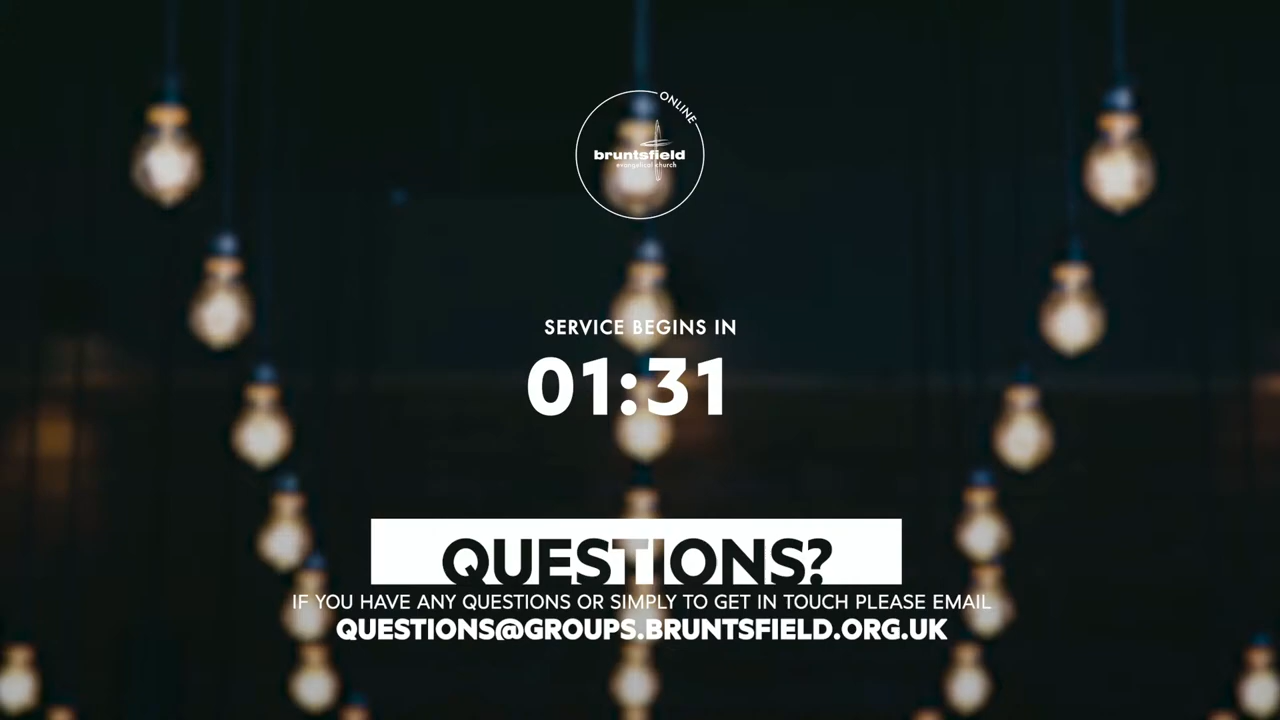 ONLINE
bruntsfield
evangelical church
SERVICE BEGINS IN
01:31
QUESTIONS?
IF YOU HAVE ANY QUESTIONS OR SIMPLY TO GET IN TOUCH PLEASE EMAIL
QUESTIONS@GROUPS.BRUNTSFIELD.ORG.UK